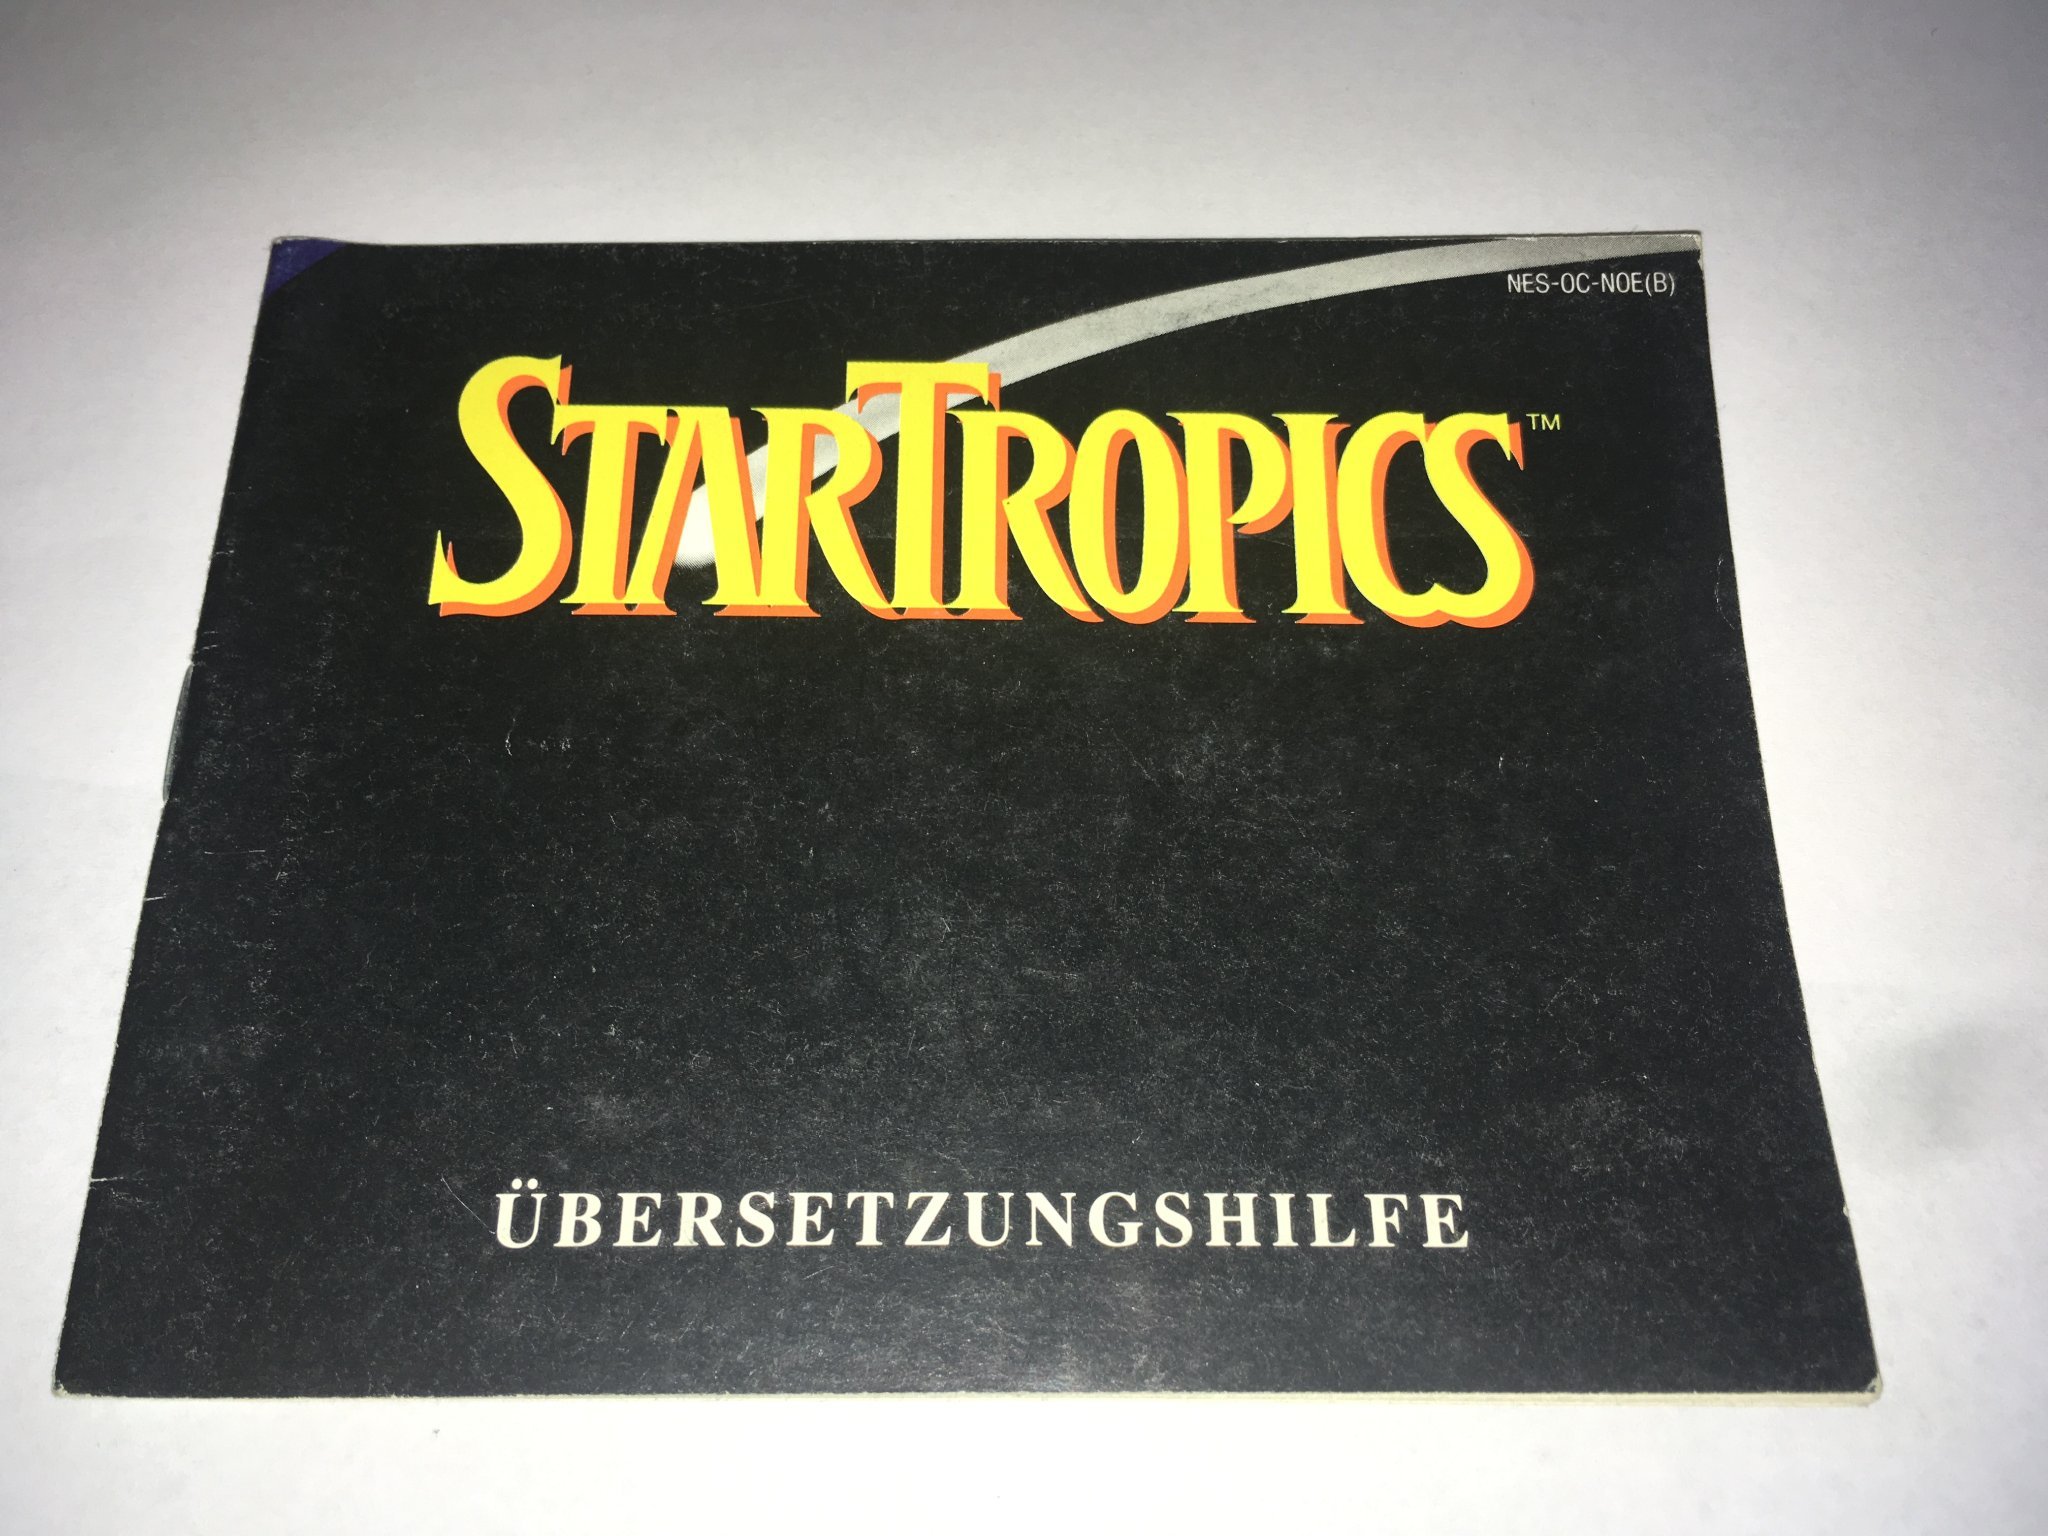 NES-OC-NOE(B)
STARTROPICS™
ÜBERSETZUNGSHILFE